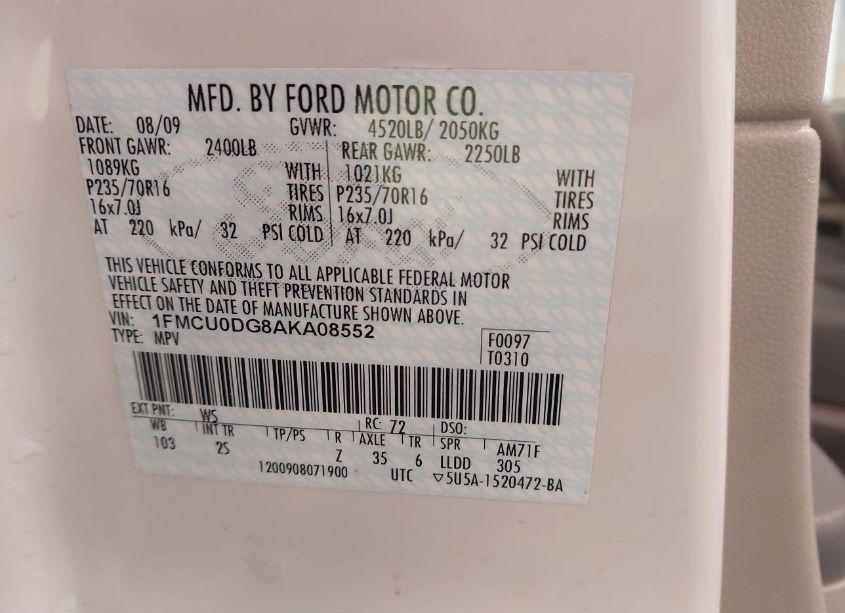 MFD. BY FORD MOTOR CO.
DATE: 08/09 GVWR: 4520LB/ 2050KG
FRONT GAWR: 2400LB REAR GAWR: 2250LB
1089KG WITH 1021KG WITH
P235/70R16 TIRES P235/70R16 TIRES
16x7.0J RIMS 16x7.0J RIMS
AT 220 kPa/ 32 PSI COLD AT 220 kPa/ 32 PSI COLD
THIS VEHICLE CONFORMS TO ALL APPLICABLE FEDERAL MOTOR
VEHICLE SAFETY AND THEFT PREVENTION STANDARDS IN
EFFECT ON THE DATE OF MANUFACTURE SHOWN ABOVE.
VIN: 1FMCU0DG8AKA08552 F0097
TYPE: MPV T0310
EXT PNT: WS RC: 72 DSO:
WB INT TR TP/PS R AXLE TR SPR AM71F
103 2S Z 35 6 LLDD 305
1200908071900 UTC ▽5U5A-1520472-BA